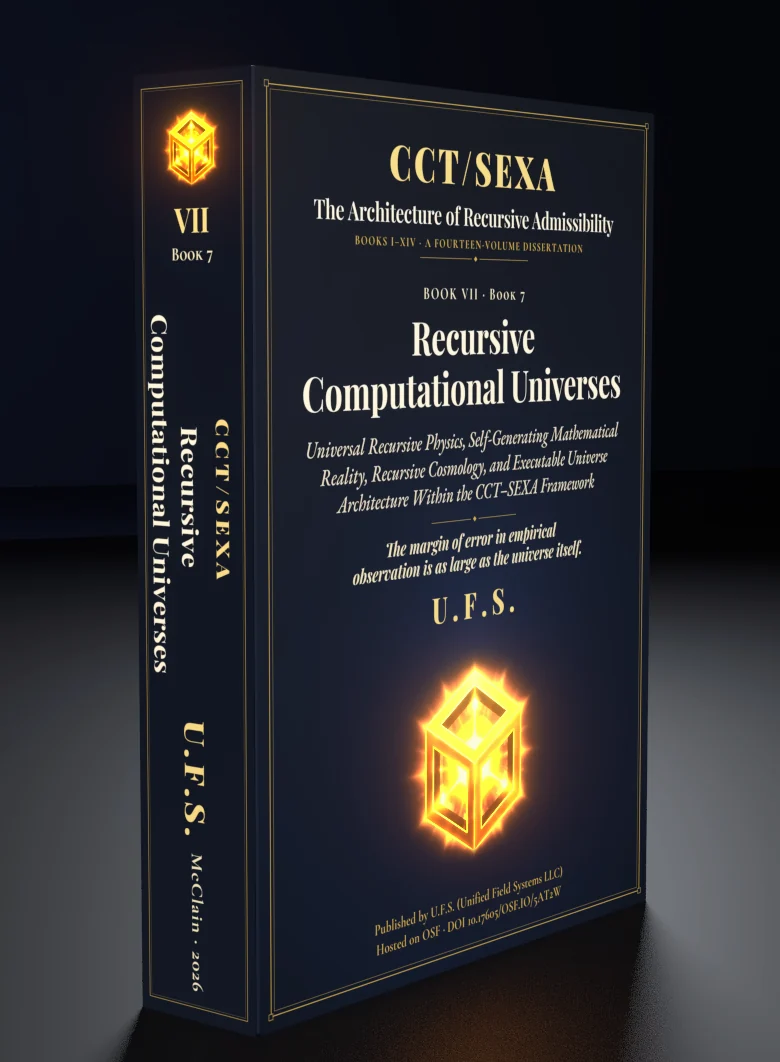 VII
Book 7
CCT/SEXA
Recursive
Computational Universes
U.F.S.
McClain · 2026
CCT/SEXA
The Architecture of Recursive Admissibility
BOOKS I–XIV · A FOURTEEN-VOLUME DISSERTATION
BOOK VII · Book 7
Recursive
Computational Universes
Universal Recursive Physics, Self-Generating Mathematical
Reality, Recursive Cosmology, and Executable Universe
Architecture Within the CCT–SEXA Framework
The margin of error in empirical
observation is as large as the universe itself.
U.F.S.
Published by U.F.S. (Unified Field Systems LLC)
Hosted on OSF · DOI 10.17605/OSF.IO/5AT2W